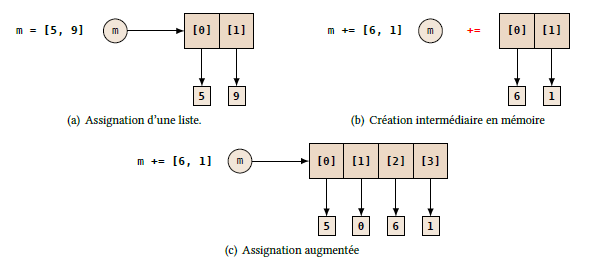 m = [5, 9] m [0] [1]
5 9
(a) Assignation d'une liste.
m += [6, 1] m += [0] [1]
6 1
(b) Création intermédiaire en mémoire
m += [6, 1] m [0] [1] [2] [3]
5 0 6 1
(c) Assignation augmentée